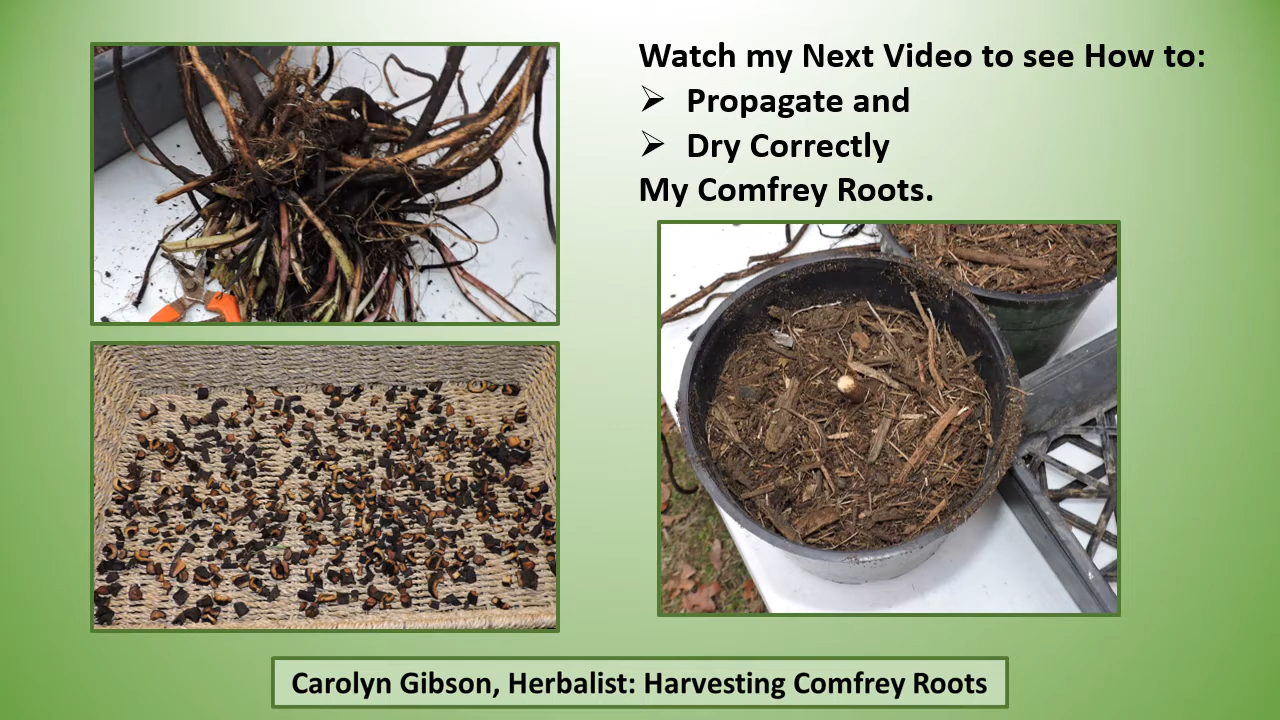 Watch my Next Video to see How to:
➢ Propagate and
➢ Dry Correctly
My Comfrey Roots.
Carolyn Gibson, Herbalist: Harvesting Comfrey Roots